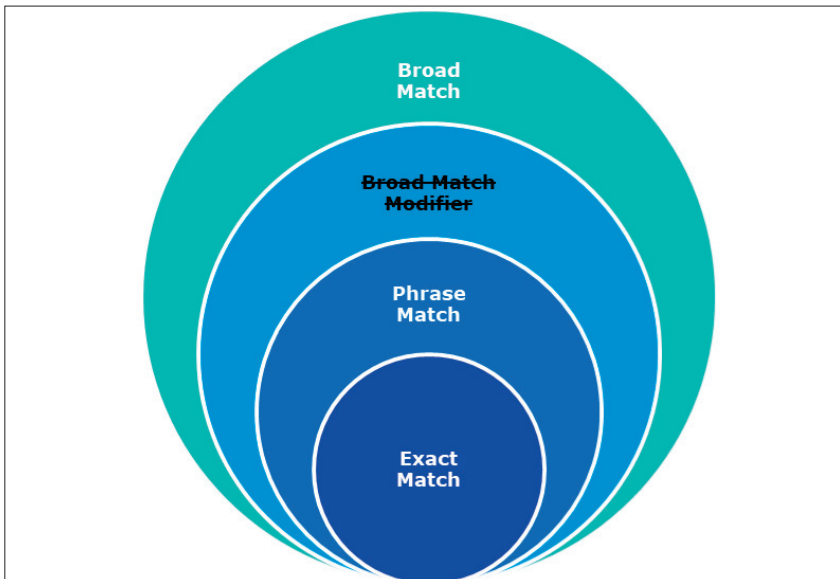 Broad
Match
Broad Match
Modifier
Phrase
Match
Exact
Match